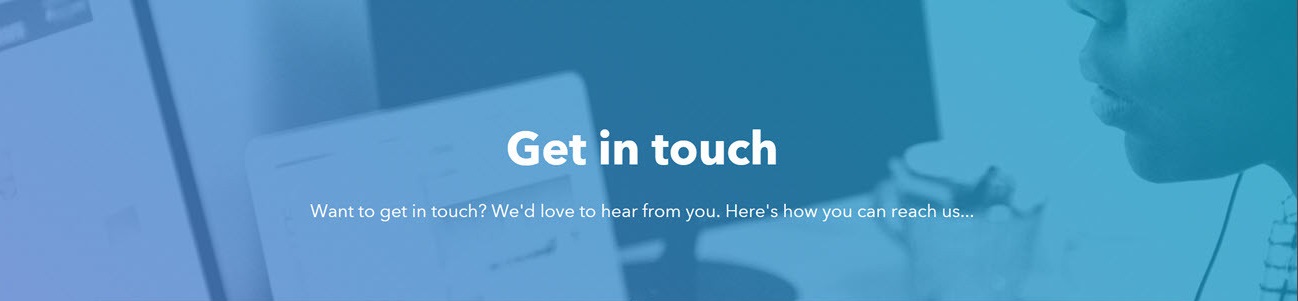 Get in touch
Want to get in touch? We'd love to hear from you. Here's how you can reach us...